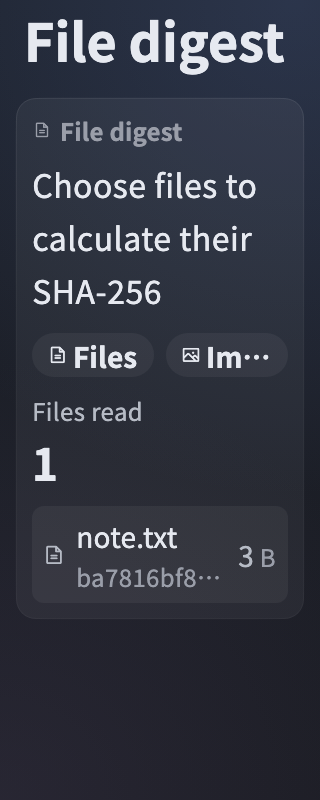 File digest
File digest
Choose files to
calculate their
SHA-256
Files
Im…
Files read
1
note.txt
ba7816bf8…
3 B